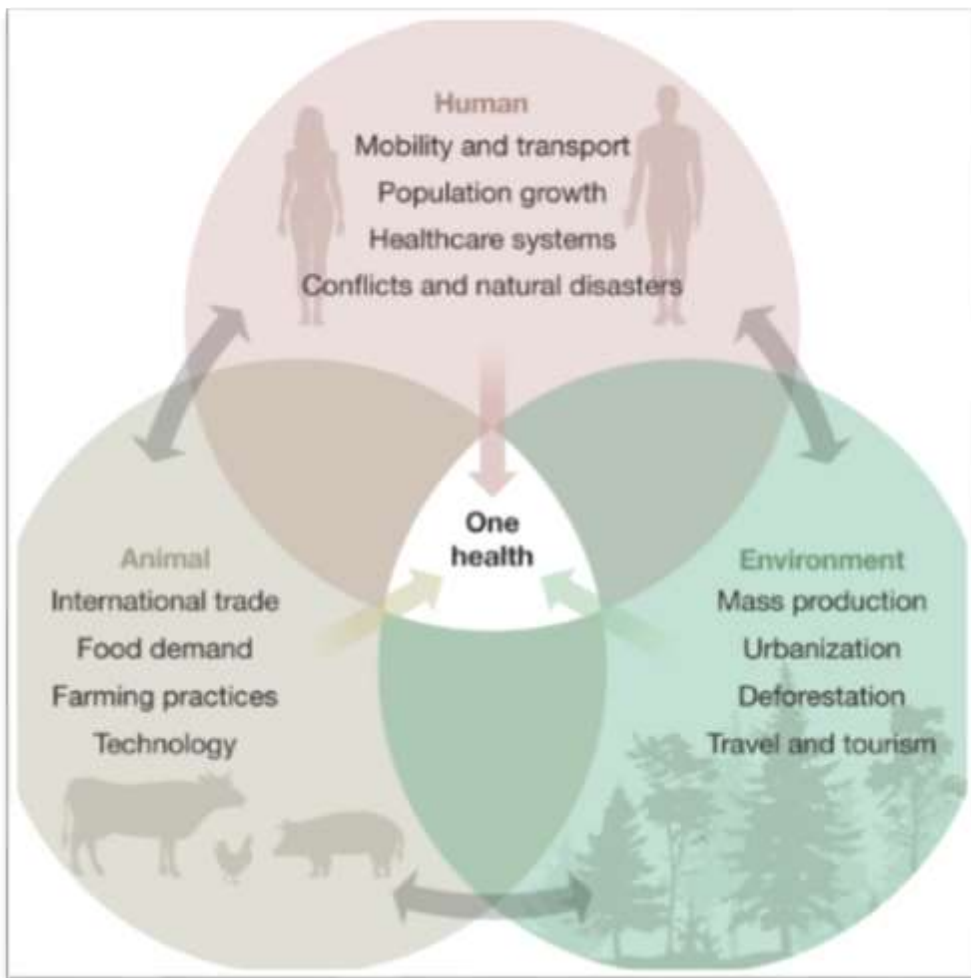 Human
Mobility and transport
Population growth
Healthcare systems
Conflicts and natural disasters
One
health
Animal
International trade
Food demand
Farming practices
Technology
Environment
Mass production
Urbanization
Deforestation
Travel and tourism